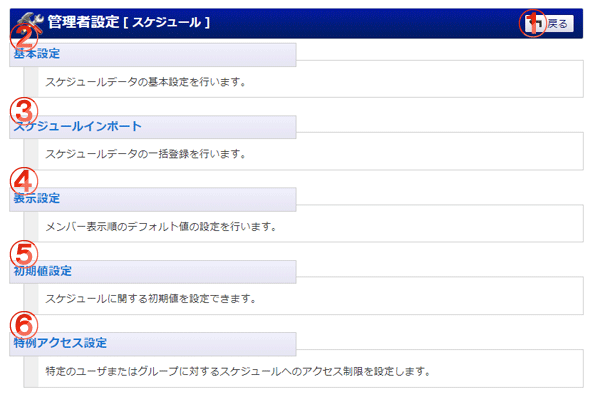 管理者設定 [ スケジュール ]
① 戻る
②
基本設定
スケジュールデータの基本設定を行います。
③
スケジュールインポート
スケジュールデータの一括登録を行います。
④
表示設定
メンバー表示順のデフォルト値の設定を行います。
⑤
初期値設定
スケジュールに関する初期値を設定できます。
⑥
特例アクセス設定
特定のユーザまたはグループに対するスケジュールへのアクセス制限を設定します。